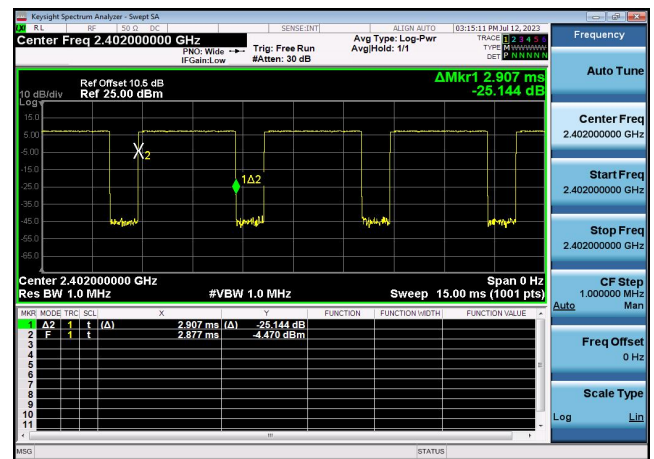 Keysight Spectrum Analyzer - Swept SA
RL RF 50 Ω DC SENSE:INT ALIGN AUTO 03:15:11 PM Jul 12, 2023
Center Freq 2.402000000 GHz
PNO: Wide
IFGain:Low
Trig: Free Run
#Atten: 30 dB
Avg Type: Log-Pwr
Avg|Hold: 1/1
TRACE 1 2 3 4 5 6
TYPE M
DET P N N N N N
ΔMkr1 2.907 ms
-25.144 dB
Ref Offset 10.5 dB
10 dB/div Ref 25.00 dBm
Log
15.0
5.00
-5.00
-15.0
-25.0
-35.0
-45.0
-55.0
-65.0
X2
1Δ2
Center 2.402000000 GHz Span 0 Hz
Res BW 1.0 MHz #VBW 1.0 MHz Sweep 15.00 ms (1001 pts)
MKR MODE TRC SCL X Y FUNCTION FUNCTION WIDTH FUNCTION VALUE
1 Δ2 1 t (Δ) 2.907 ms (Δ) -25.144 dB
2 F 1 t 2.877 ms -4.470 dBm
3
4
5
6
7
8
9
10
11
MSG STATUS
Frequency
Auto Tune
Center Freq
2.402000000 GHz
Start Freq
2.402000000 GHz
Stop Freq
2.402000000 GHz
CF Step
1.000000 MHz
Auto Man
Freq Offset
0 Hz
Scale Type
Log Lin